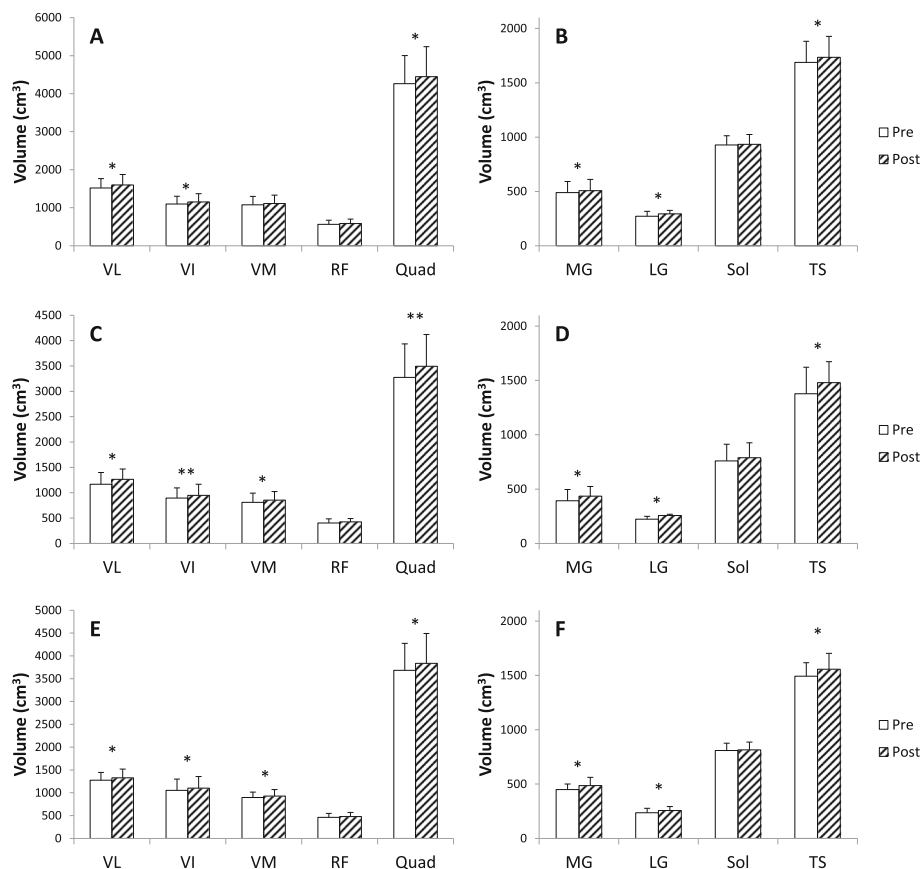 A
Volume (cm³)
6000
5000
4000
3000
2000
1000
0
*
*
*
VL VI VM RF Quad
B
Volume (cm³)
2000
1500
1000
500
0
*
*
*
MG LG Sol TS
Pre
Post
C
Volume (cm³)
4500
4000
3500
3000
2500
2000
1500
1000
500
0
*
**
*
**
VL VI VM RF Quad
D
Volume (cm³)
2000
1500
1000
500
0
*
*
*
MG LG Sol TS
Pre
Post
E
Volume (cm³)
5000
4500
4000
3500
3000
2500
2000
1500
1000
500
0
*
*
*
*
VL VI VM RF Quad
F
Volume (cm³)
2000
1500
1000
500
0
*
*
*
MG LG Sol TS
Pre
Post